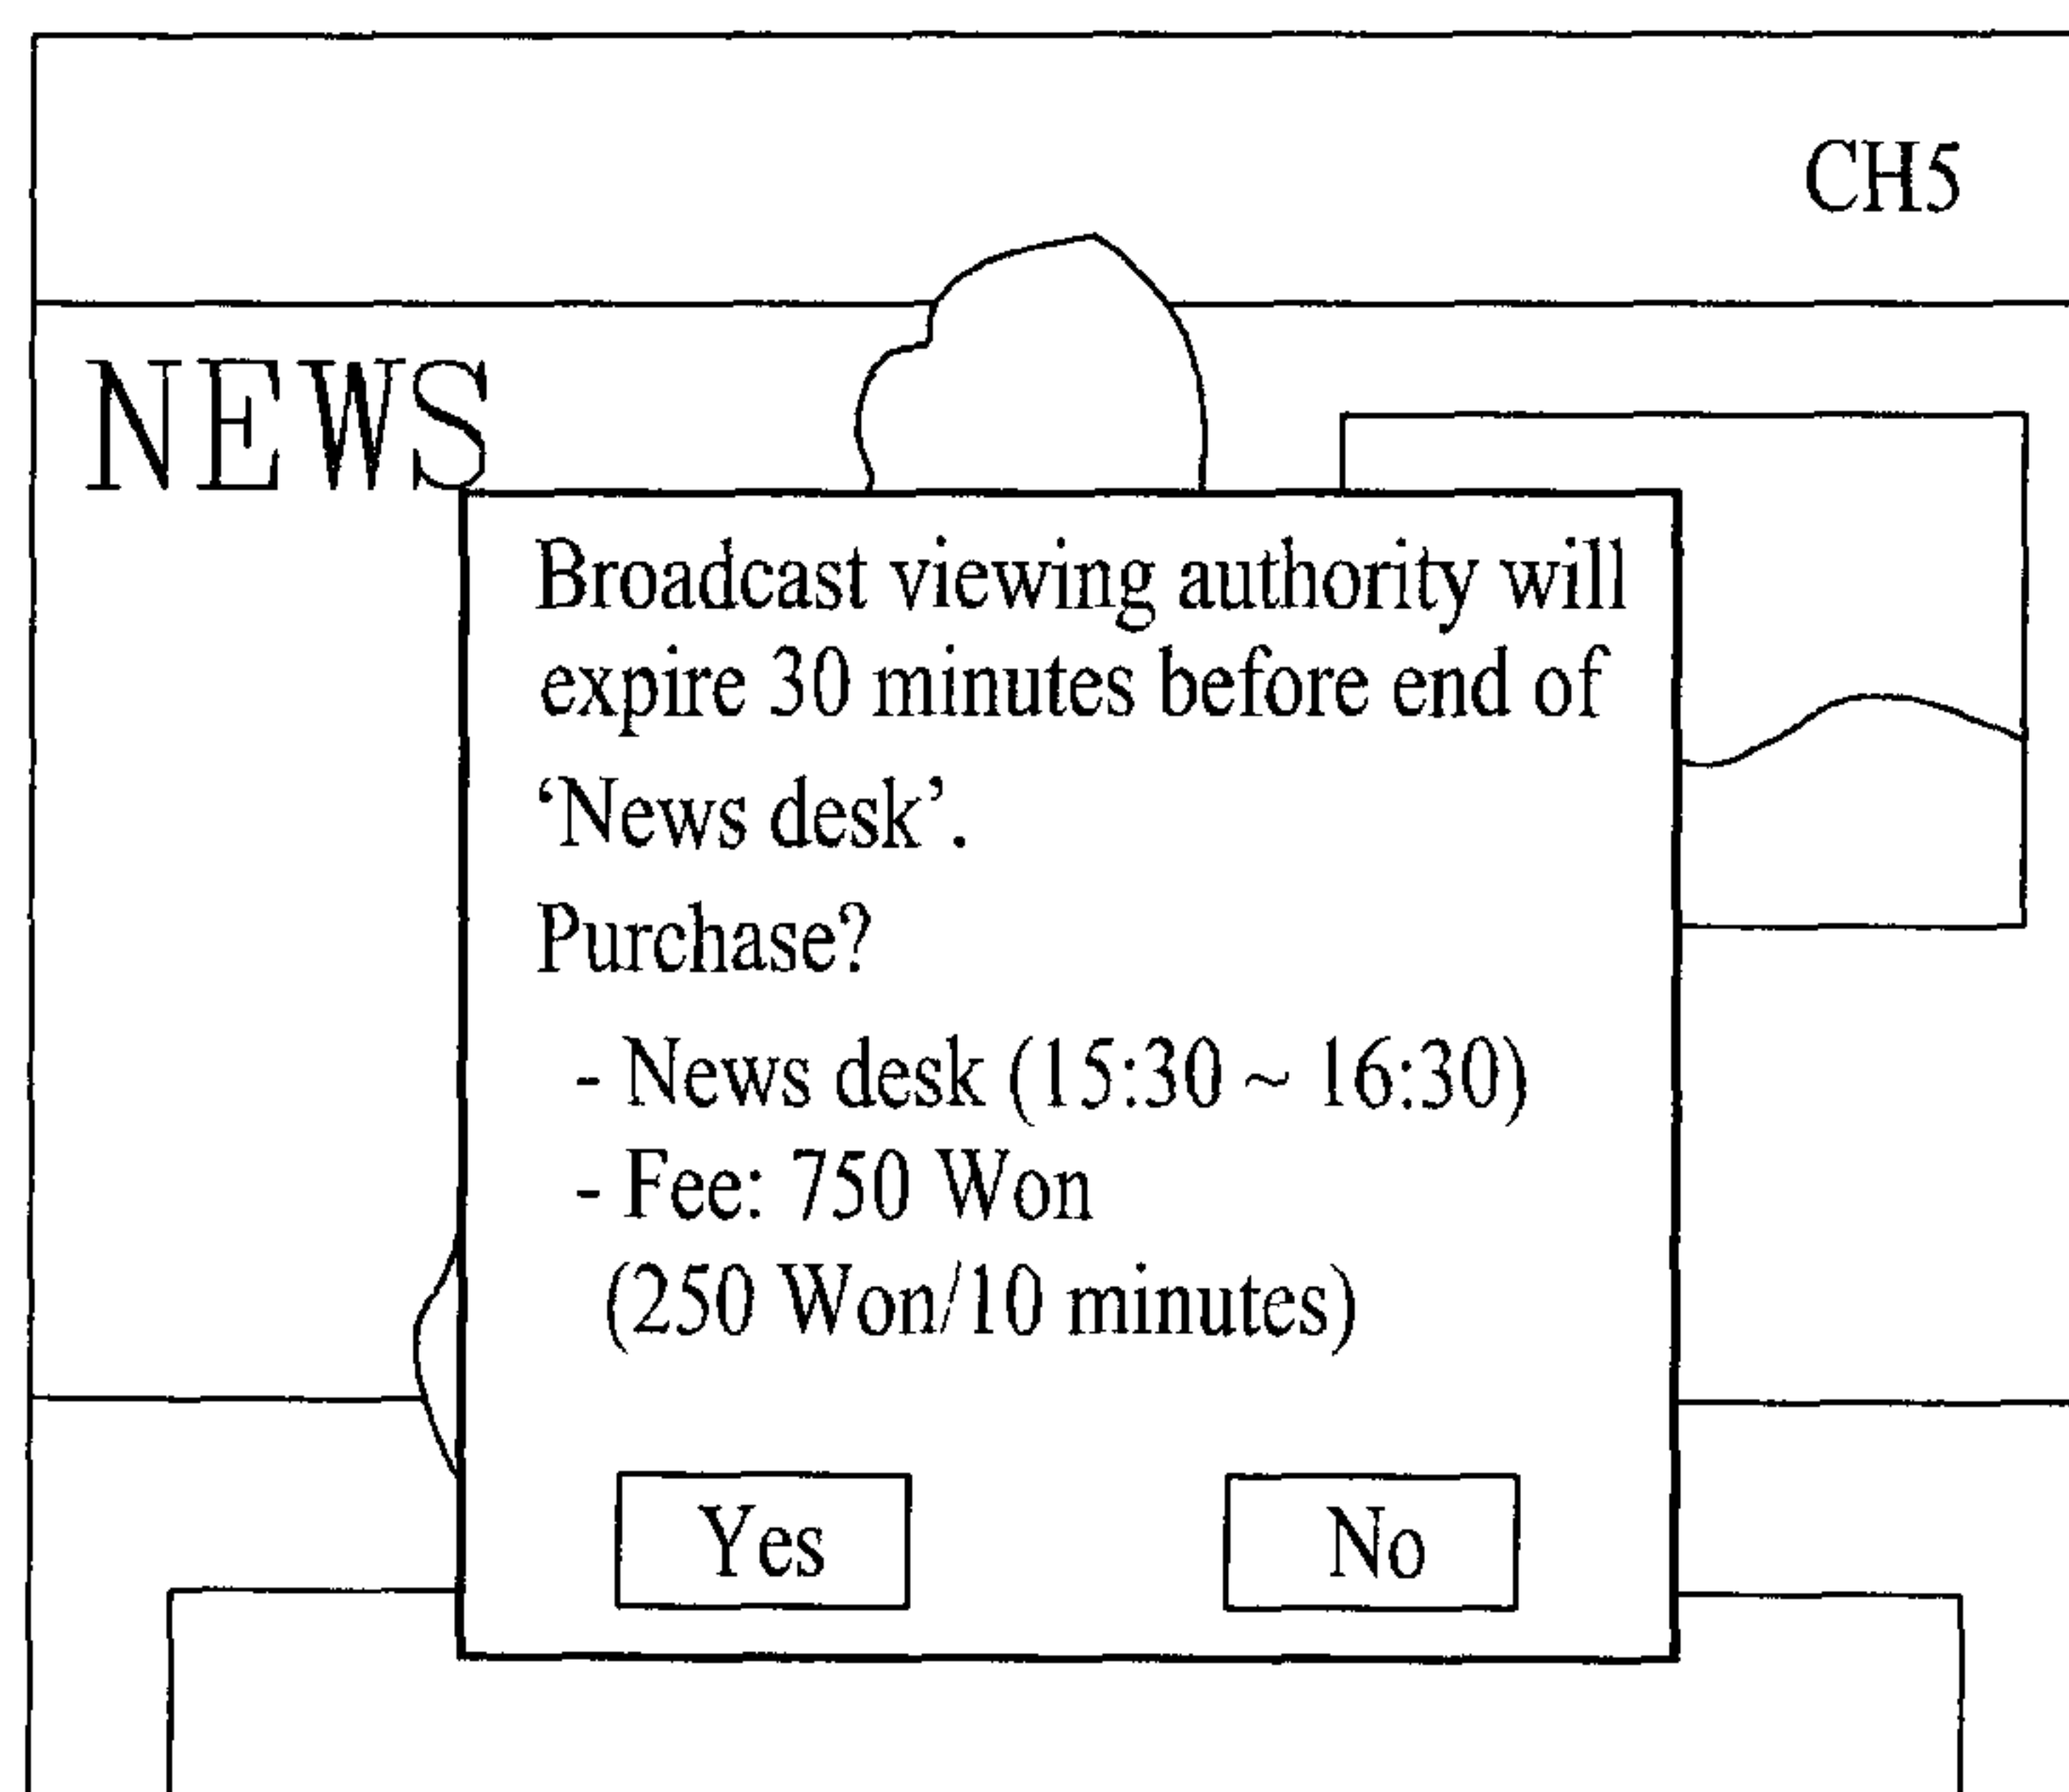 CH5
NEWS
Broadcast viewing authority will
expire 30 minutes before end of
‘News desk’.
Purchase?
- News desk (15:30 ~ 16:30)
- Fee: 750 Won
(250 Won/10 minutes)
Yes No